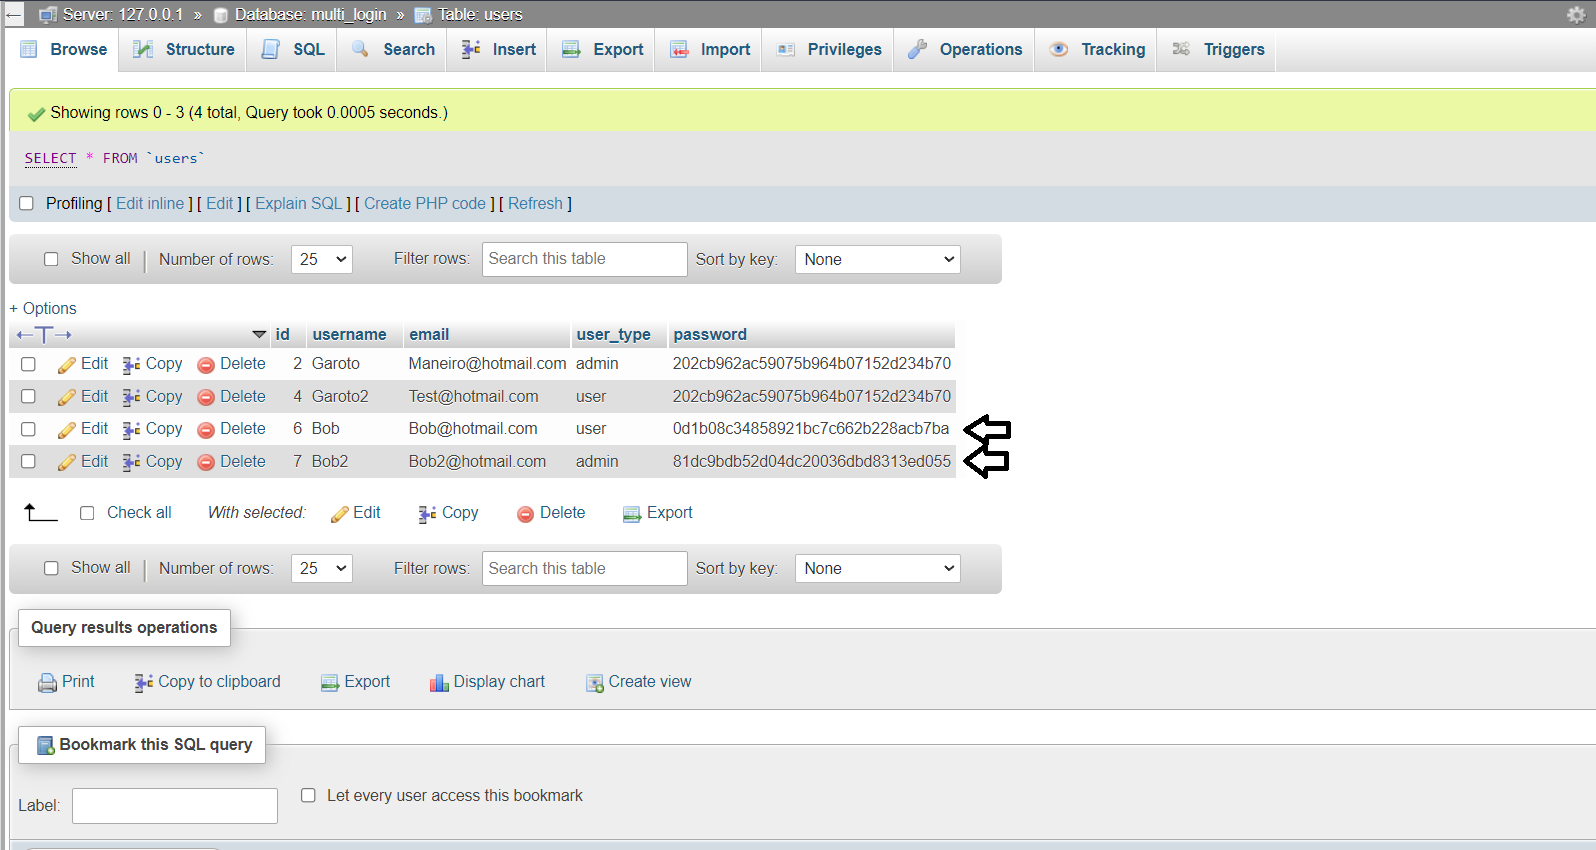 Server: 127.0.0.1 » Database: multi_login » Table: users
Browse Structure SQL Search Insert Export Import Privileges Operations Tracking Triggers
Showing rows 0 - 3 (4 total, Query took 0.0005 seconds.)
SELECT * FROM `users`
Profiling [ Edit inline ] [ Edit ] [ Explain SQL ] [ Create PHP code ] [ Refresh ]
Show all | Number of rows: 25 Filter rows: Search this table Sort by key: None
+ Options
←T→ id username email user_type password
Edit Copy Delete 2 Garoto Maneiro@hotmail.com admin 202cb962ac59075b964b07152d234b70
Edit Copy Delete 4 Garoto2 Test@hotmail.com user 202cb962ac59075b964b07152d234b70
Edit Copy Delete 6 Bob Bob@hotmail.com user 0d1b08c34858921bc7c662b228acb7ba
Edit Copy Delete 7 Bob2 Bob2@hotmail.com admin 81dc9bdb52d04dc20036dbd8313ed055
Check all With selected: Edit Copy Delete Export
Show all | Number of rows: 25 Filter rows: Search this table Sort by key: None
Query results operations
Print Copy to clipboard Export Display chart Create view
Bookmark this SQL query
Label: Let every user access this bookmark